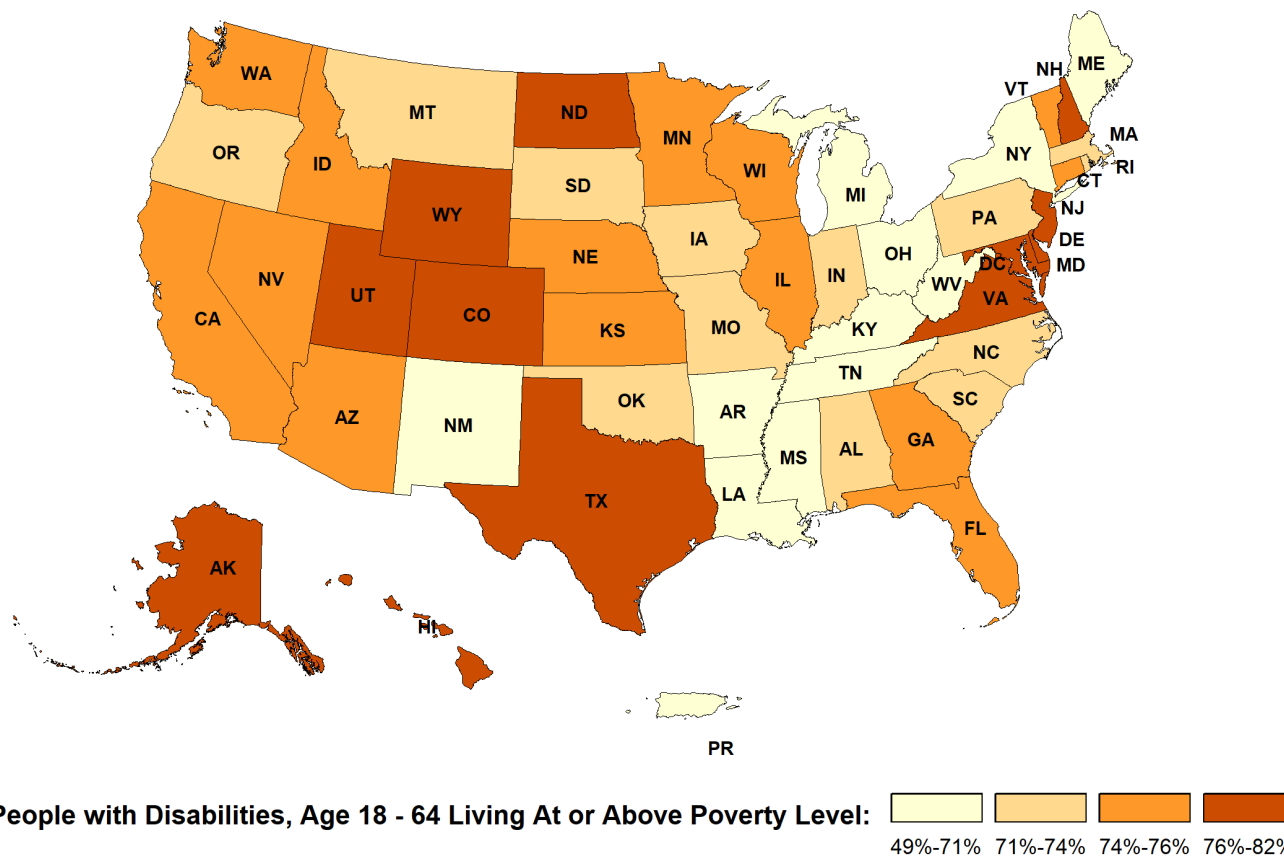 ME
NH
VT
WA
MT
ND
MN
MA
OR
ID
WI
NY
RI
SD
MI
CT
WY
NJ
PA
IA
DE
NE
OH
IN
DC
MD
NV
IL
WV
UT
VA
CO
CA
KS
MO
KY
NC
TN
SC
OK
AR
AZ
NM
GA
AL
MS
LA
TX
FL
AK
HI
PR
People with Disabilities, Age 18 - 64 Living At or Above Poverty Level:
49%-71% 71%-74% 74%-76% 76%-82%